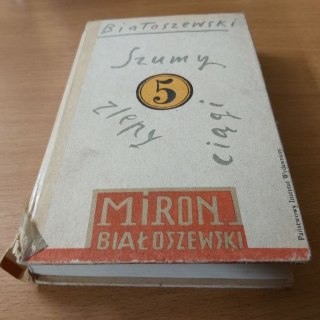 Białoszewski
Szumy
5
zlepy
ciągi
MIRON
BIAŁOSZEWSKI
Państwowy Instytut Wydawniczy